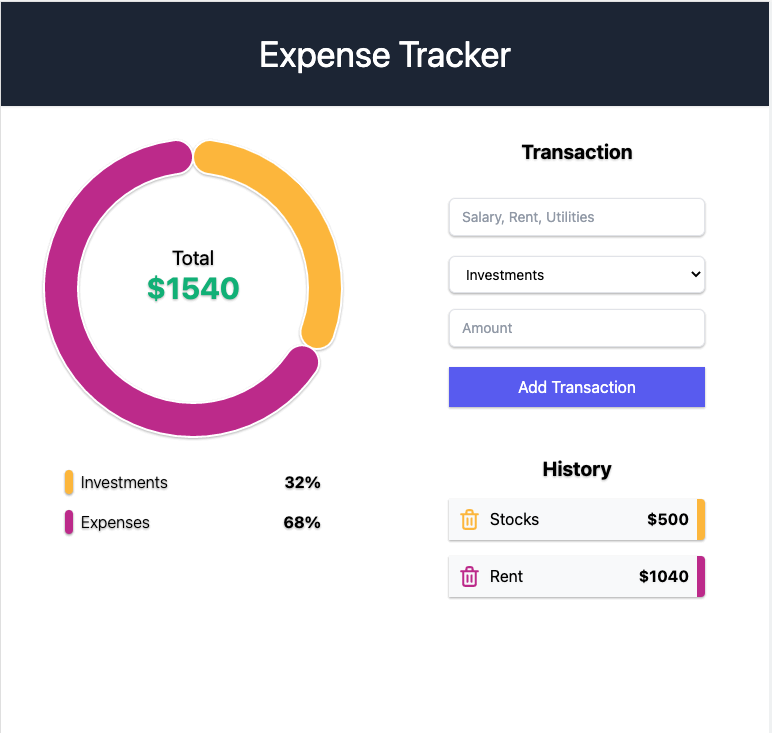 Expense Tracker
Total
$1540
Investments 32%
Expenses 68%
Transaction
Salary, Rent, Utilities
Investments
Amount
Add Transaction
History
Stocks $500
Rent $1040